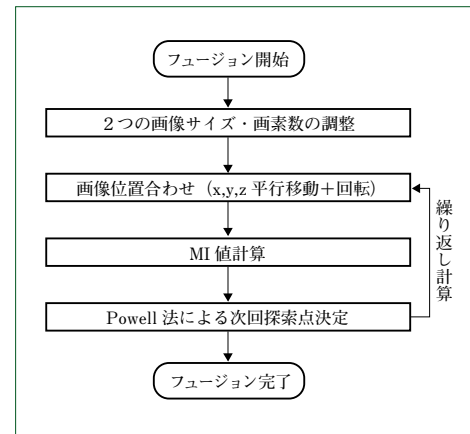 フュージョン開始
2つの画像サイズ・画素数の調整
画像位置合わせ（x,y,z 平行移動＋回転）
MI 値計算
Powell 法による次回探索点決定
繰り返し計算
フュージョン完了